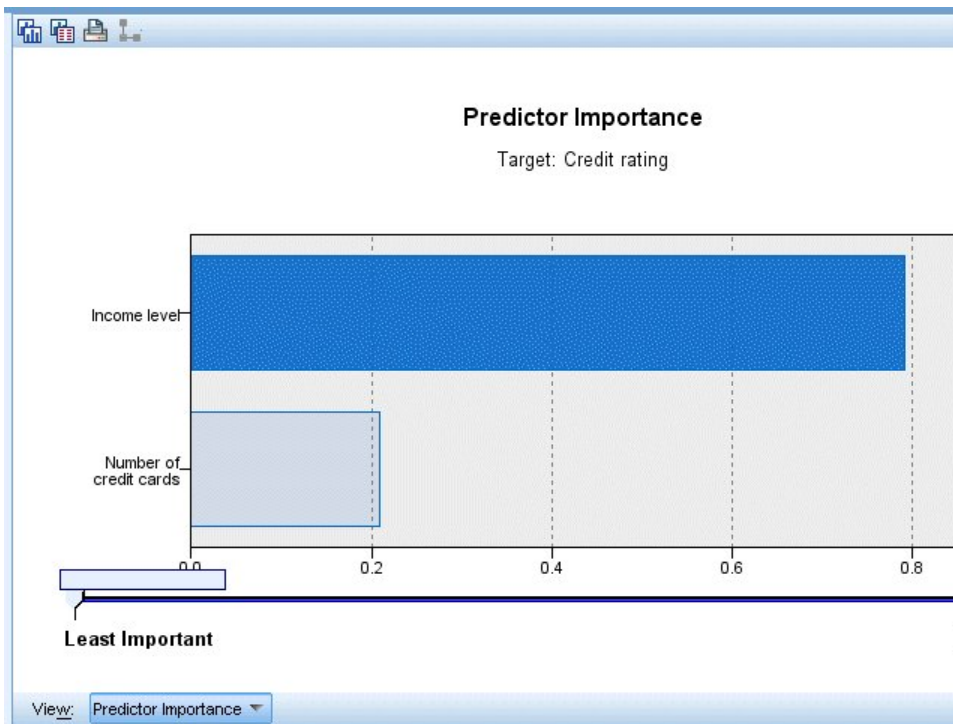 Predictor Importance
Target: Credit rating
Income level
Number of
credit cards
0.0
0.2
0.4
0.6
0.8
Least Important
View:
Predictor Importance